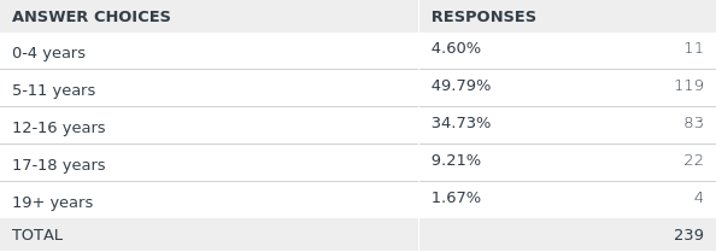 ANSWER CHOICES RESPONSES
0-4 years 4.60% 11
5-11 years 49.79% 119
12-16 years 34.73% 83
17-18 years 9.21% 22
19+ years 1.67% 4
TOTAL 239